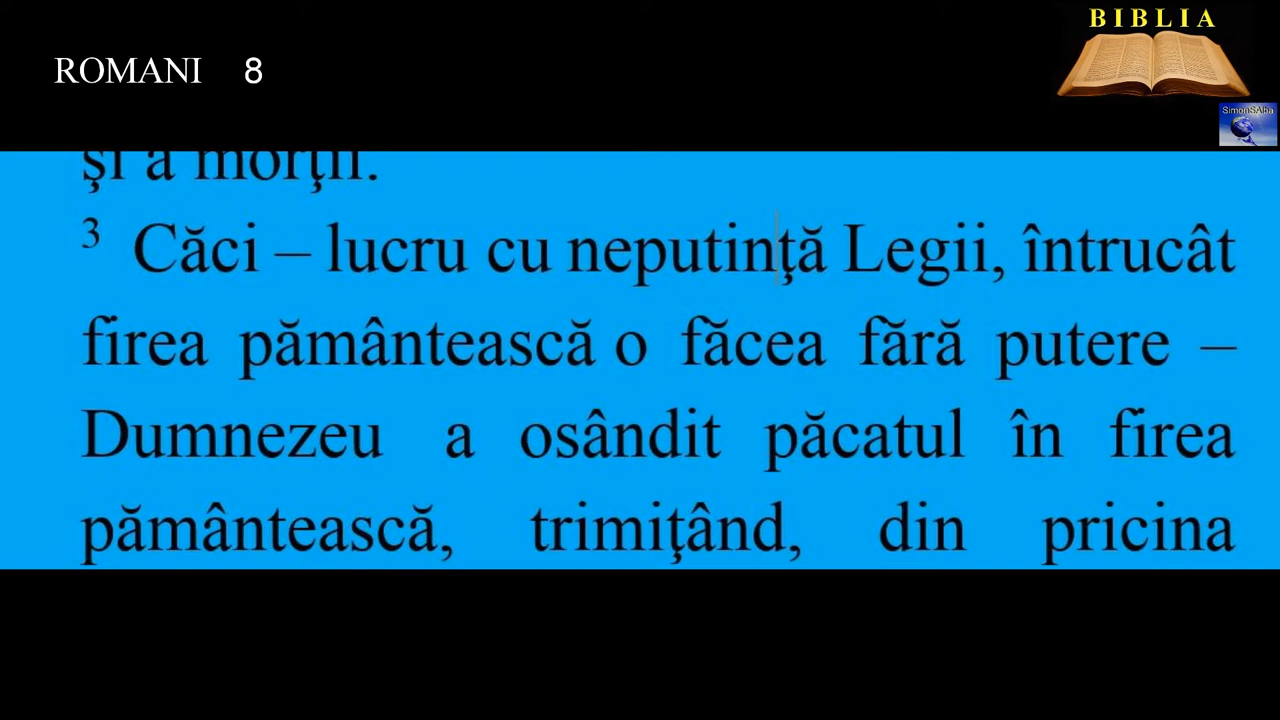 BIBLIA
ROMANI 8
SimonSAlba
şi a morţii.
3 Căci – lucru cu neputinţă Legii, întrucât
firea pământească o făcea fără putere –
Dumnezeu a osândit păcatul în firea
pământească, trimiţând, din pricina